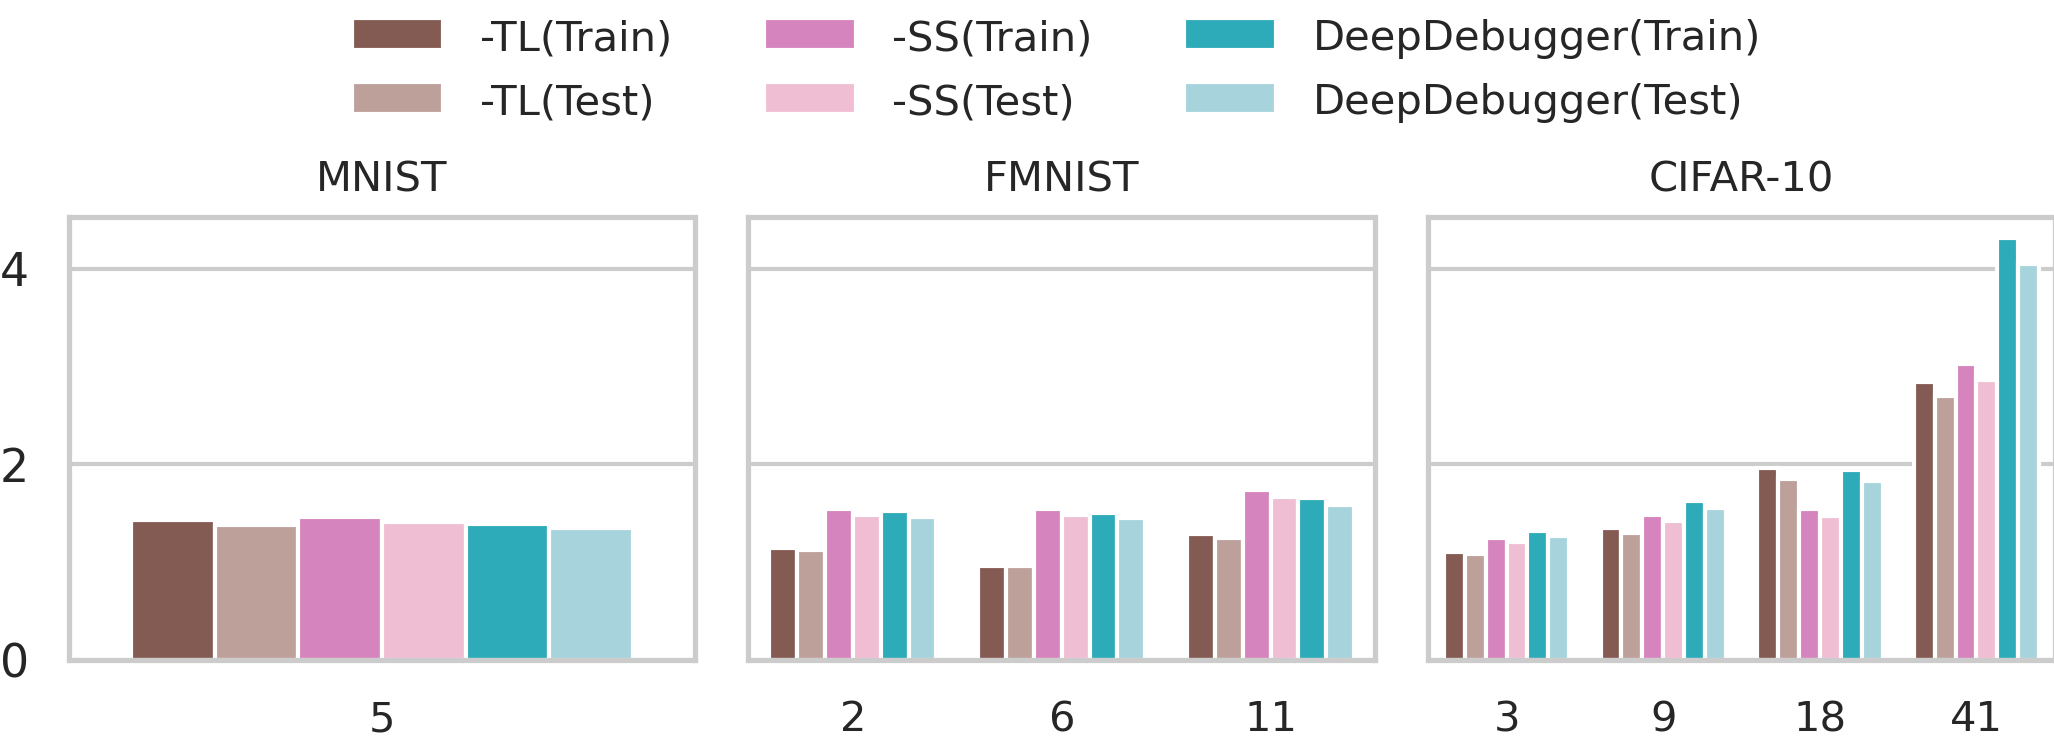 -TL(Train) -SS(Train) DeepDebugger(Train)
-TL(Test) -SS(Test) DeepDebugger(Test)
MNIST FMNIST CIFAR-10
4
2
0
5 2 6 11 3 9 18 41